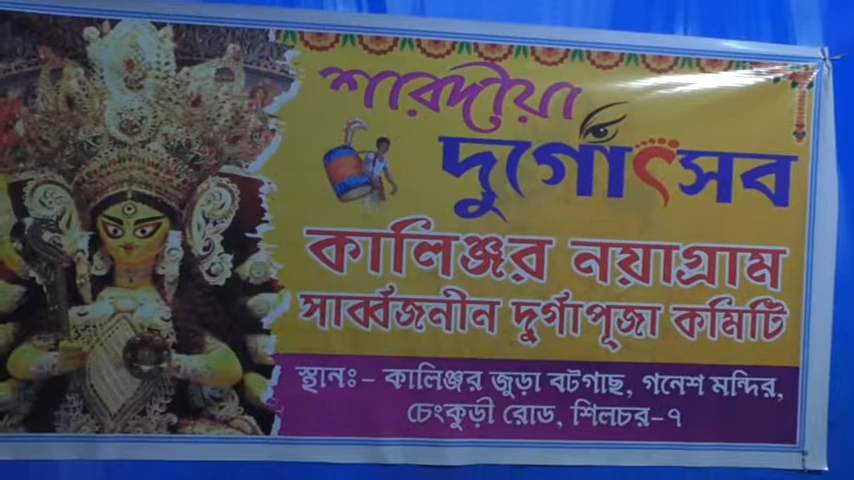 শারদীয়া
দুর্গোৎসব
কালিঞ্জর নয়াগ্রাম
সার্ব্বজনীন দুর্গাপূজা কমিটি
স্থানঃ- কালিঞ্জর জুড়া বটগাছ, গনেশ মন্দির,
চেংকুড়ী রোড, শিলচর-৭